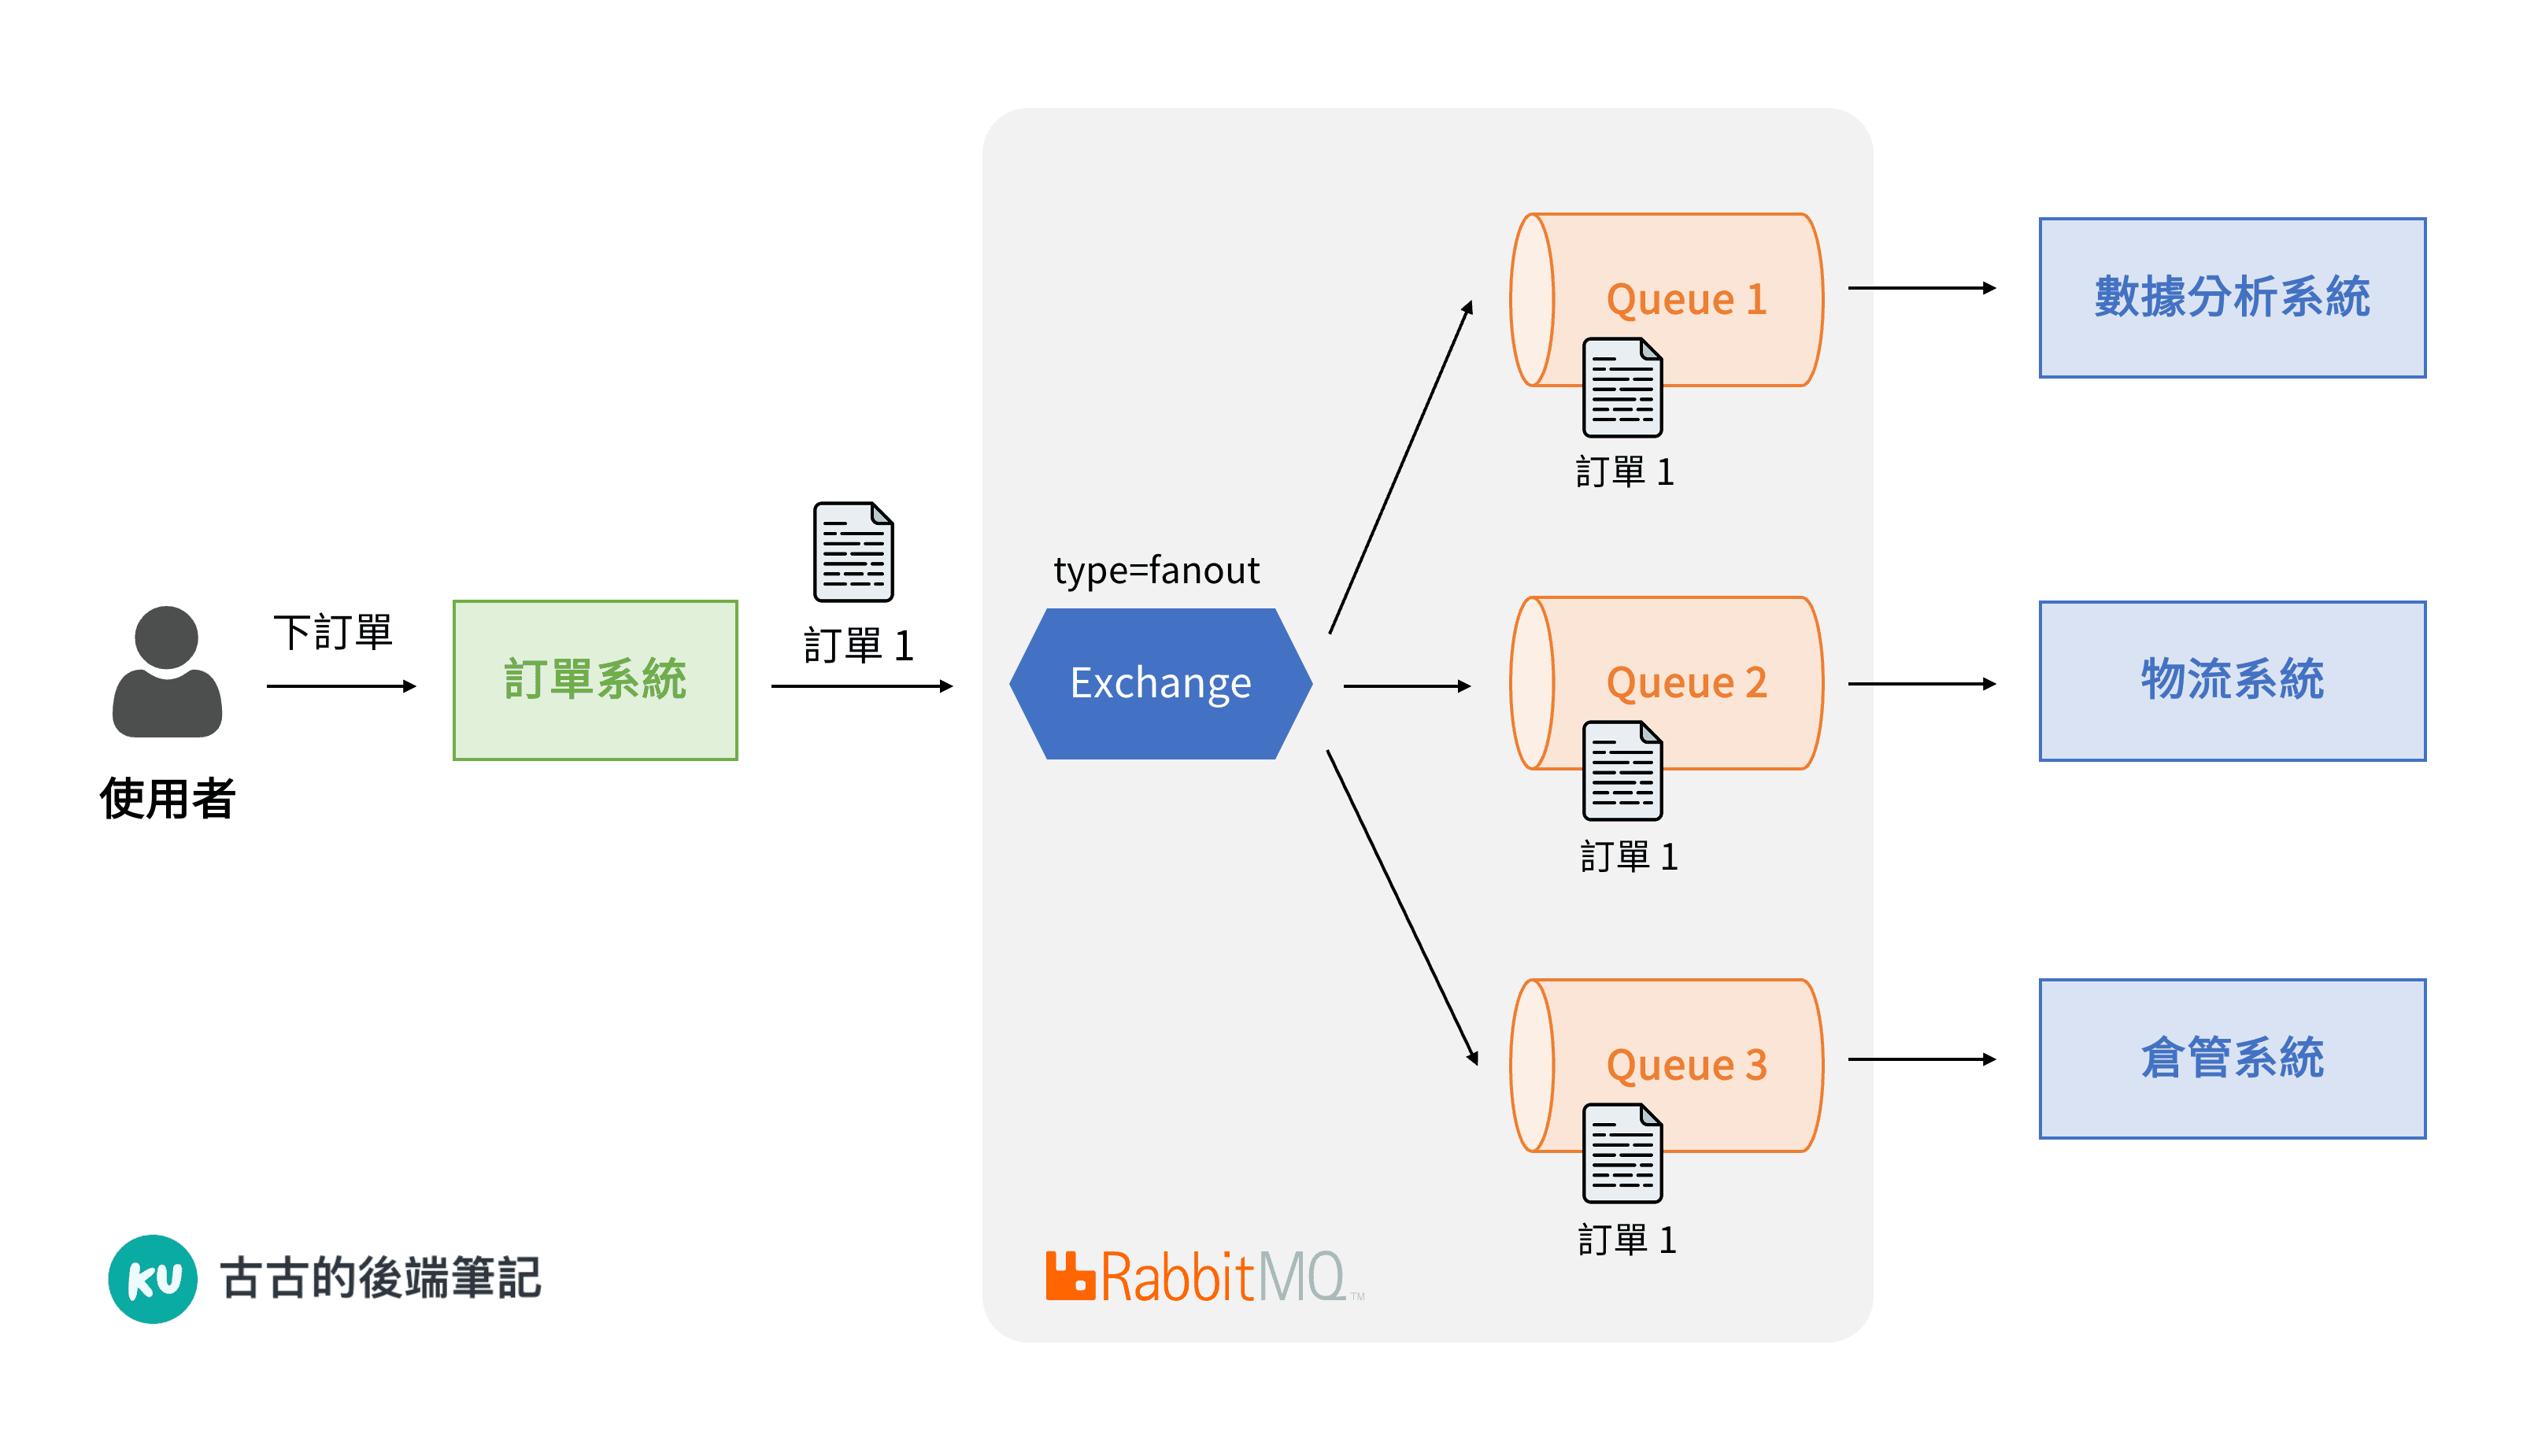 使用者
下訂單
訂單系統
訂單 1
type=fanout
Exchange
Queue 1
訂單 1
Queue 2
訂單 1
Queue 3
訂單 1
數據分析系統
物流系統
倉管系統
KU 古古的後端筆記
RabbitMQ™